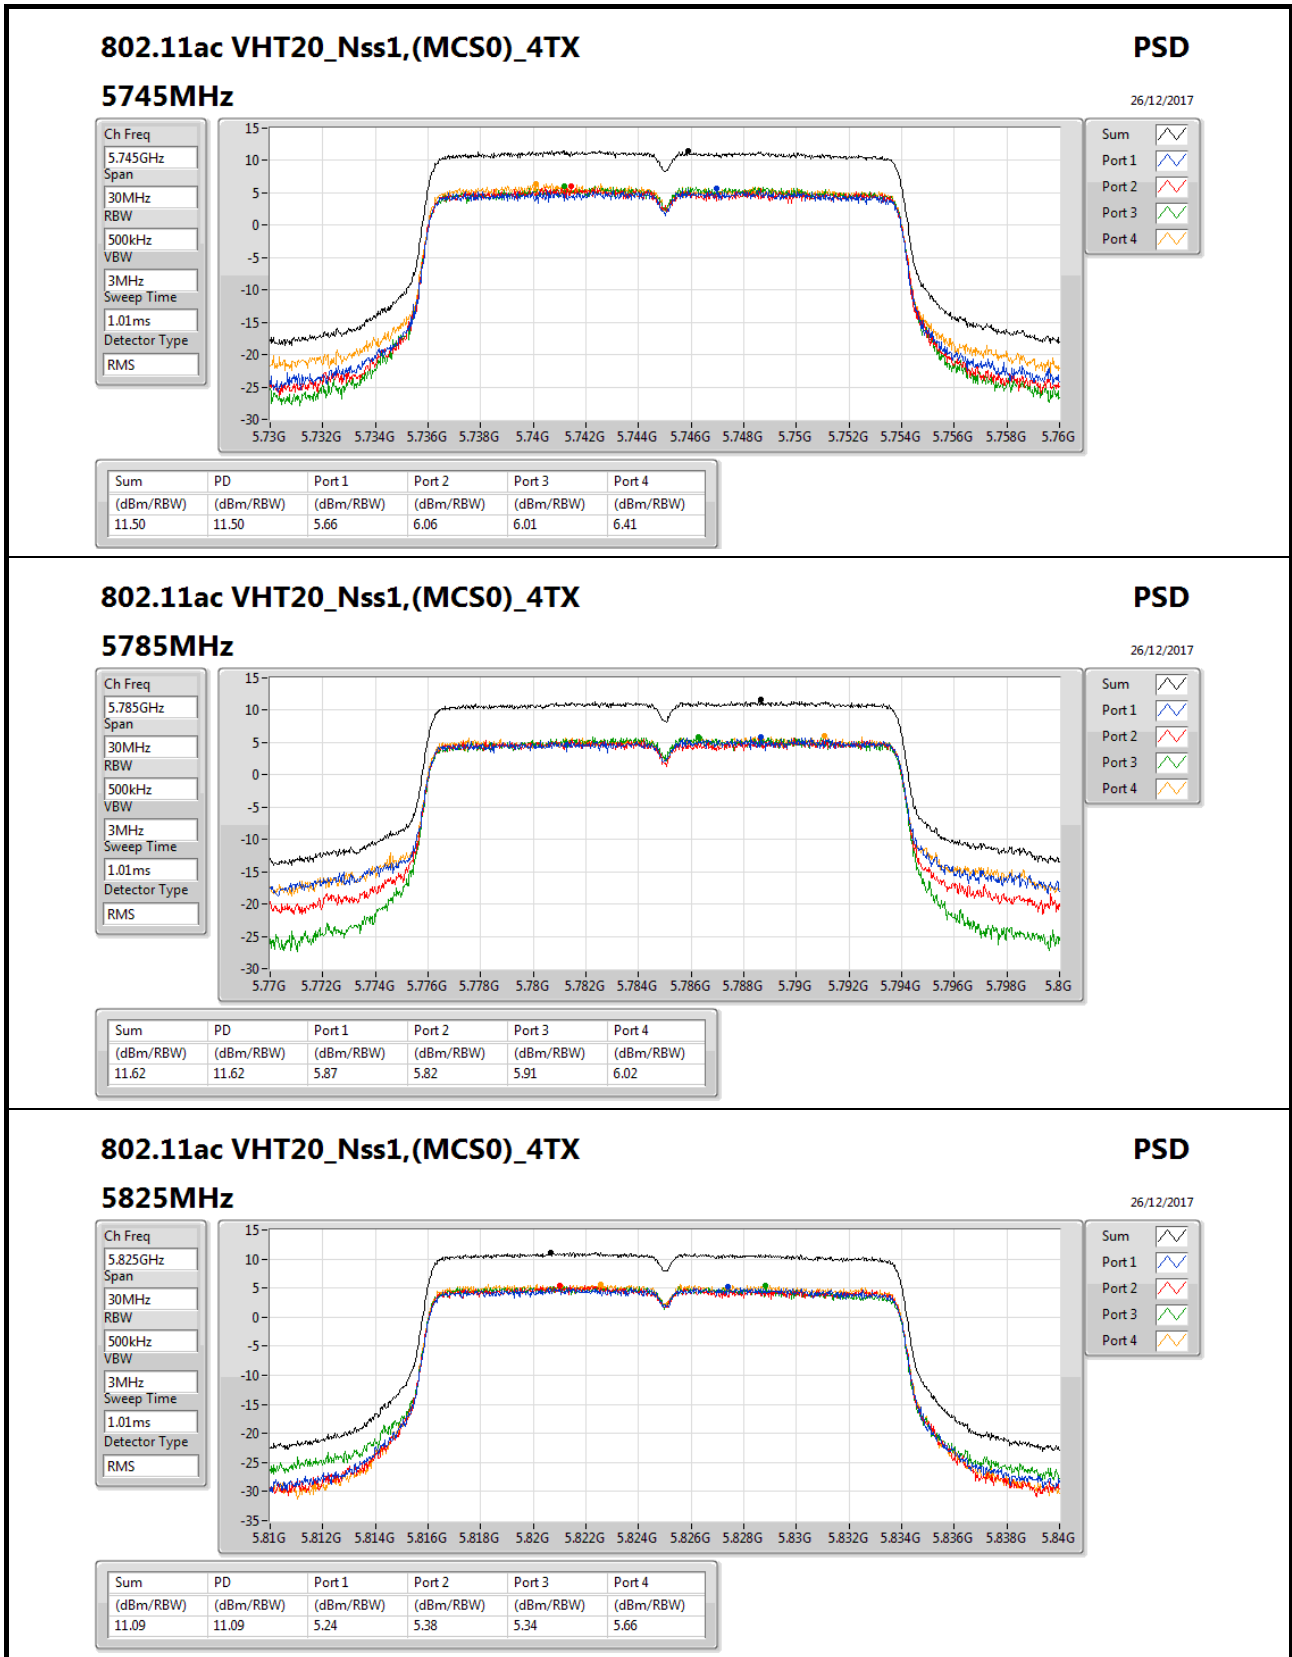 802.11ac VHT20_Nss1,(MCS0)_4TX PSD
5745MHz 26/12/2017
Ch Freq
5.745GHz
Span
30MHz
RBW
500kHz
VBW
3MHz
Sweep Time
1.01ms
Detector Type
RMS
15
10
5
0
-5
-10
-15
-20
-25
-30
5.73G 5.732G 5.734G 5.736G 5.738G 5.74G 5.742G 5.744G 5.746G 5.748G 5.75G 5.752G 5.754G 5.756G 5.758G 5.76G
Sum
Port 1
Port 2
Port 3
Port 4
Sum PD Port 1 Port 2 Port 3 Port 4
(dBm/RBW) (dBm/RBW) (dBm/RBW) (dBm/RBW) (dBm/RBW) (dBm/RBW)
11.50 11.50 5.66 6.06 6.01 6.41
802.11ac VHT20_Nss1,(MCS0)_4TX PSD
5785MHz 26/12/2017
Ch Freq
5.785GHz
Span
30MHz
RBW
500kHz
VBW
3MHz
Sweep Time
1.01ms
Detector Type
RMS
15
10
5
0
-5
-10
-15
-20
-25
-30
5.77G 5.772G 5.774G 5.776G 5.778G 5.78G 5.782G 5.784G 5.786G 5.788G 5.79G 5.792G 5.794G 5.796G 5.798G 5.8G
Sum
Port 1
Port 2
Port 3
Port 4
Sum PD Port 1 Port 2 Port 3 Port 4
(dBm/RBW) (dBm/RBW) (dBm/RBW) (dBm/RBW) (dBm/RBW) (dBm/RBW)
11.62 11.62 5.87 5.82 5.91 6.02
802.11ac VHT20_Nss1,(MCS0)_4TX PSD
5825MHz 26/12/2017
Ch Freq
5.825GHz
Span
30MHz
RBW
500kHz
VBW
3MHz
Sweep Time
1.01ms
Detector Type
RMS
15
10
5
0
-5
-10
-15
-20
-25
-30
-35
5.81G 5.812G 5.814G 5.816G 5.818G 5.82G 5.822G 5.824G 5.826G 5.828G 5.83G 5.832G 5.834G 5.836G 5.838G 5.84G
Sum
Port 1
Port 2
Port 3
Port 4
Sum PD Port 1 Port 2 Port 3 Port 4
(dBm/RBW) (dBm/RBW) (dBm/RBW) (dBm/RBW) (dBm/RBW) (dBm/RBW)
11.09 11.09 5.24 5.38 5.34 5.66